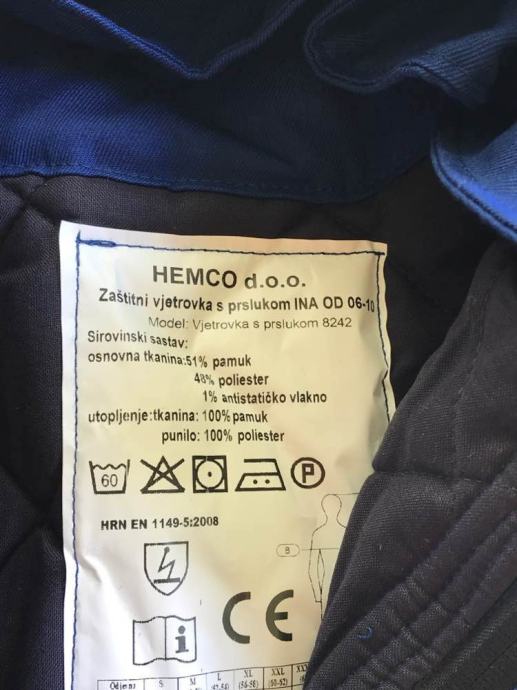 HEMCO d.o.o.
Zaštitni vjetrovka s prslukom INA OD 06-10
Model: Vjetrovka s prslukom 8242
Sirovinski sastav:
osnovna tkanina:51% pamuk
48% poliester
1% antistatičko vlakno
utopljenje:tkanina: 100% pamuk
punilo: 100% poliester
60 P
HRN EN 1149-5:2008
B
i CE
S M L XL XXL
(56-58)